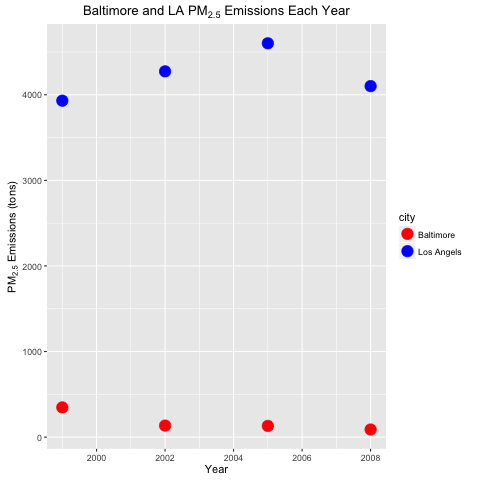 Baltimore and LA PM2.5 Emissions Each Year
PM2.5 Emissions (tons)
4000
3000
2000
1000
0
2000 2002 2004 2006 2008
Year
city
Baltimore
Los Angels